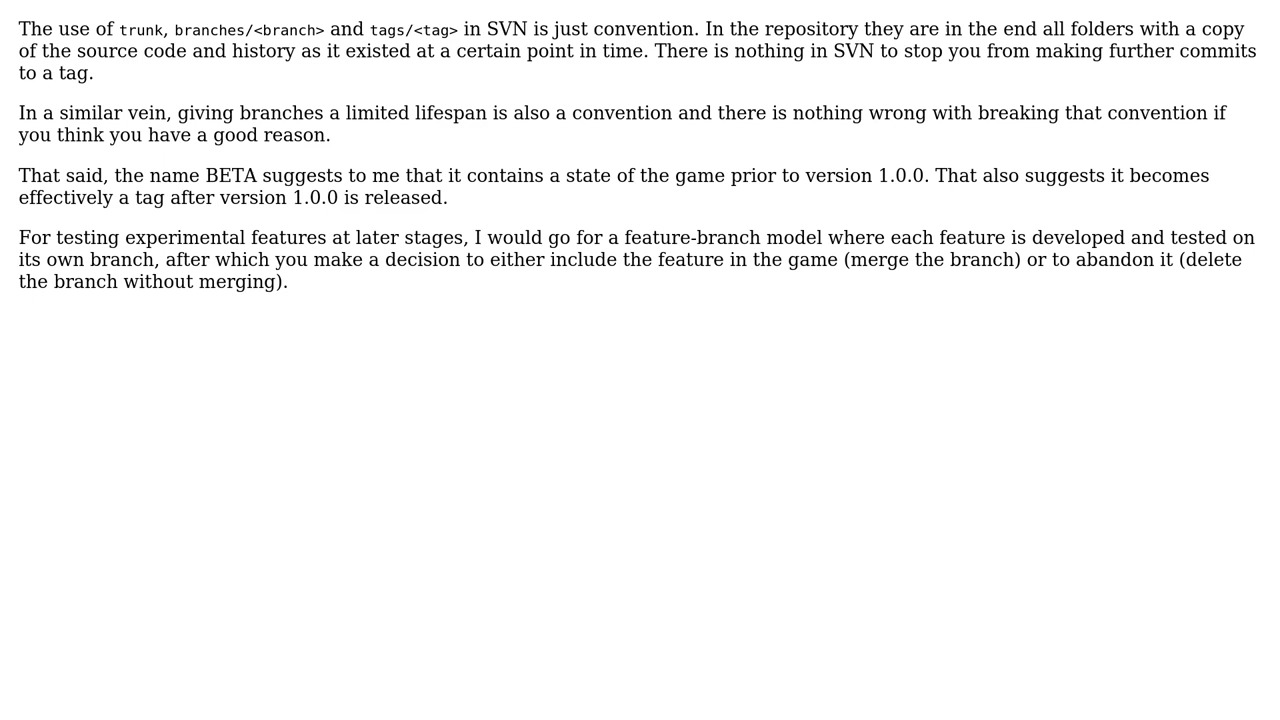 The use of trunk, branches/<branch> and tags/<tag> in SVN is just convention. In the repository they are in the end all folders with a copy
of the source code and history as it existed at a certain point in time. There is nothing in SVN to stop you from making further commits
to a tag.
In a similar vein, giving branches a limited lifespan is also a convention and there is nothing wrong with breaking that convention if
you think you have a good reason.
That said, the name BETA suggests to me that it contains a state of the game prior to version 1.0.0. That also suggests it becomes
effectively a tag after version 1.0.0 is released.
For testing experimental features at later stages, I would go for a feature-branch model where each feature is developed and tested on
its own branch, after which you make a decision to either include the feature in the game (merge the branch) or to abandon it (delete
the branch without merging).